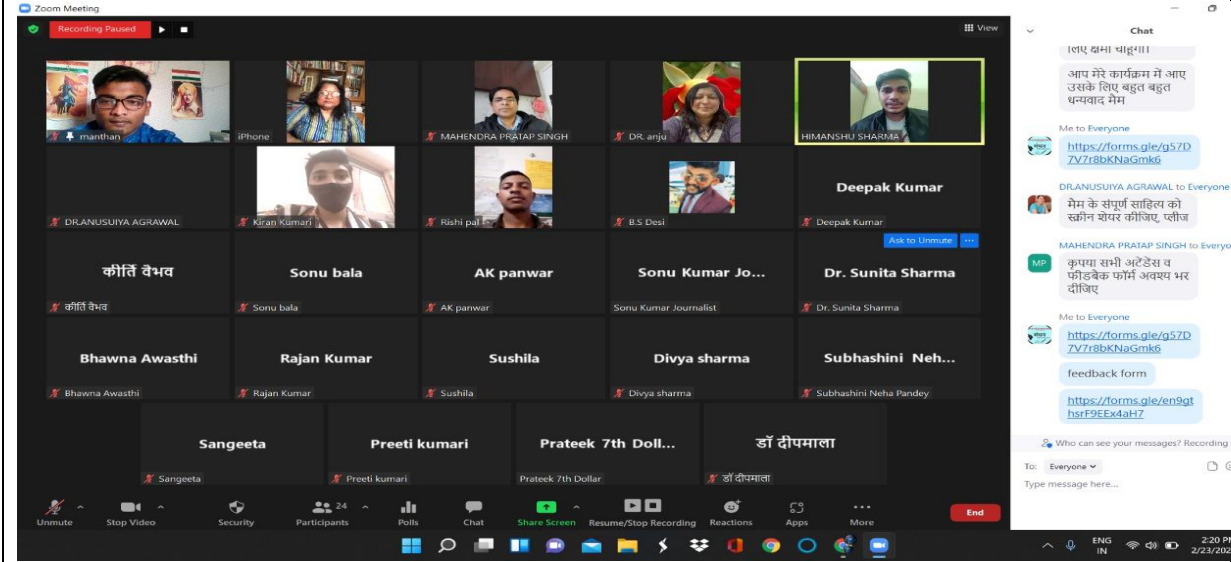 Zoom Meeting
Recording Paused
View
manthan
iPhone
MAHENDRA PRATAP SINGH
DR. anju
HIMANSHU SHARMA
DR.ANUSUIYA AGRAWAL
Kiran Kumari
Rishi pal
B.S Desi
Deepak Kumar
Deepak Kumar
Ask to Unmute
कीर्ति वैभव
Sonu bala
AK panwar
Sonu Kumar Jo...
Dr. Sunita Sharma
कीर्ति वैभव
Sonu bala
AK panwar
Sonu Kumar Journalist
Dr. Sunita Sharma
Bhawna Awasthi
Rajan Kumar
Sushila
Divya sharma
Subhashini Neh...
Bhawna Awasthi
Rajan Kumar
Sushila
Divya sharma
Subhashini Neha Pandey
Sangeeta
Preeti kumari
Prateek 7th Doll...
डॉ दीपमाला
Sangeeta
Preeti kumari
Prateek 7th Dollar
डॉ दीपमाला
Unmute
Stop Video
Security
24
Participants
Polls
Chat
Share Screen
Resume/Stop Recording
Reactions
Apps
More
End
Chat
आप मेरे कार्यक्रम में आए
उसके लिए बहुत बहुत
धन्यवाद मैम
Me to Everyone
https://forms.gle/g57D
7V7r8bKNaGmk6
DR.ANUSUIYA AGRAWAL to Everyone
मैम के संपूर्ण साहित्य को
स्क्रीन शेयर कीजिए, प्लीज
MAHENDRA PRATAP SINGH to Everyo
MP
कृपया सभी अटेंडेंस व
फीडबैक फॉर्म अवश्य भर
दीजिए
Me to Everyone
https://forms.gle/g57D
7V7r8bKNaGmk6
feedback form
https://forms.gle/en9gt
hsrF9EEx4aH7
Who can see your messages? Recording
To: Everyone
Type message here...
ENG
IN
2:20 P
2/23/202